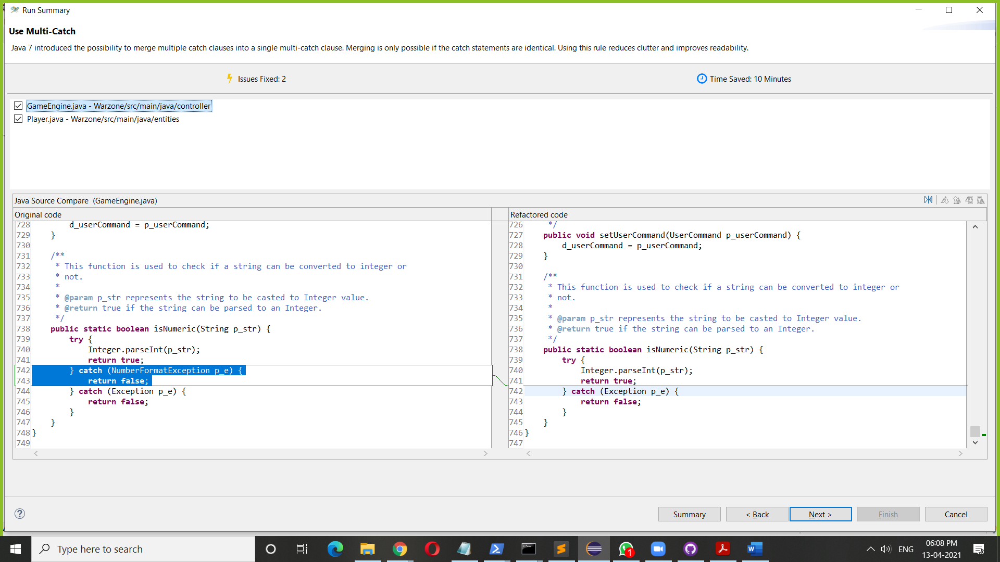 Run Summary
Use Multi-Catch
Java 7 introduced the possibility to merge multiple catch clauses into a single multi-catch clause. Merging is only possible if the catch statements are identical. Using this rule reduces clutter and improves readability.
Issues Fixed: 2
Time Saved: 10 Minutes
GameEngine.java - Warzone/src/main/java/controller
Player.java - Warzone/src/main/java/entities
Java Source Compare (GameEngine.java)
Original code
728 d_userCommand = p_userCommand;
729 }
730
731 /**
732 * This function is used to check if a string can be converted to integer or
733 * not.
734 *
735 * @param p_str represents the string to be casted to Integer value.
736 * @return true if the string can be parsed to an Integer.
737 */
738 public static boolean isNumeric(String p_str) {
739 try {
740 Integer.parseInt(p_str);
741 return true;
742 } catch (NumberFormatException p_e) {
743 return false;
744 } catch (Exception p_e) {
745 return false;
746 }
747 }
748 }
749
Refactored code
726 */
727 public void setUserCommand(UserCommand p_userCommand) {
728 d_userCommand = p_userCommand;
729 }
730
731 /**
732 * This function is used to check if a string can be converted to integer or
733 * not.
734 *
735 * @param p_str represents the string to be casted to Integer value.
736 * @return true if the string can be parsed to an Integer.
737 */
738 public static boolean isNumeric(String p_str) {
739 try {
740 Integer.parseInt(p_str);
741 return true;
742 } catch (Exception p_e) {
743 return false;
744 }
745 }
746 }
747
Summary
< Back
Next >
Finish
Cancel
Type here to search
1
ENG
06:08 PM
13-04-2021